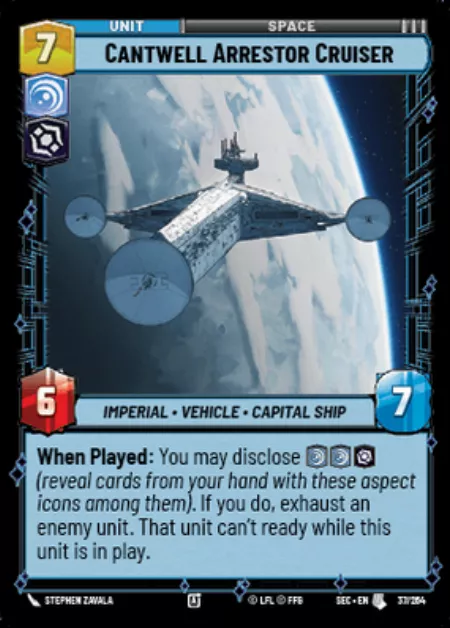 UNIT
SPACE
7
CANTWELL ARRESTOR CRUISER
6
IMPERIAL • VEHICLE • CAPITAL SHIP
7
When Played: You may disclose
(reveal cards from your hand with these aspect
icons among them). If you do, exhaust an
enemy unit. That unit can't ready while this
unit is in play.
STEPHEN ZAVALA
© LFL © FFG
SEC • EN
37/264